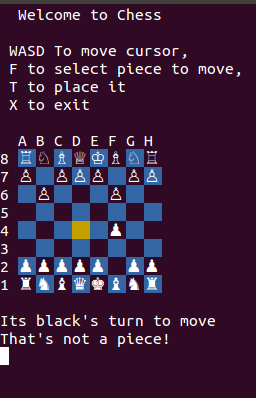 Welcome to Chess
WASD To move cursor,
F to select piece to move,
T to place it
X to exit
A B C D E F G H
8 ♖♘♗♕♔♗♘♖
7 ♙ ♙♙♙ ♙♙
6 ♙ ♙
5
4 ♟
3
2 ♟♟♟♟♟ ♟♟
1 ♜♞♝♛♚♝♞♜
Its black's turn to move
That's not a piece!